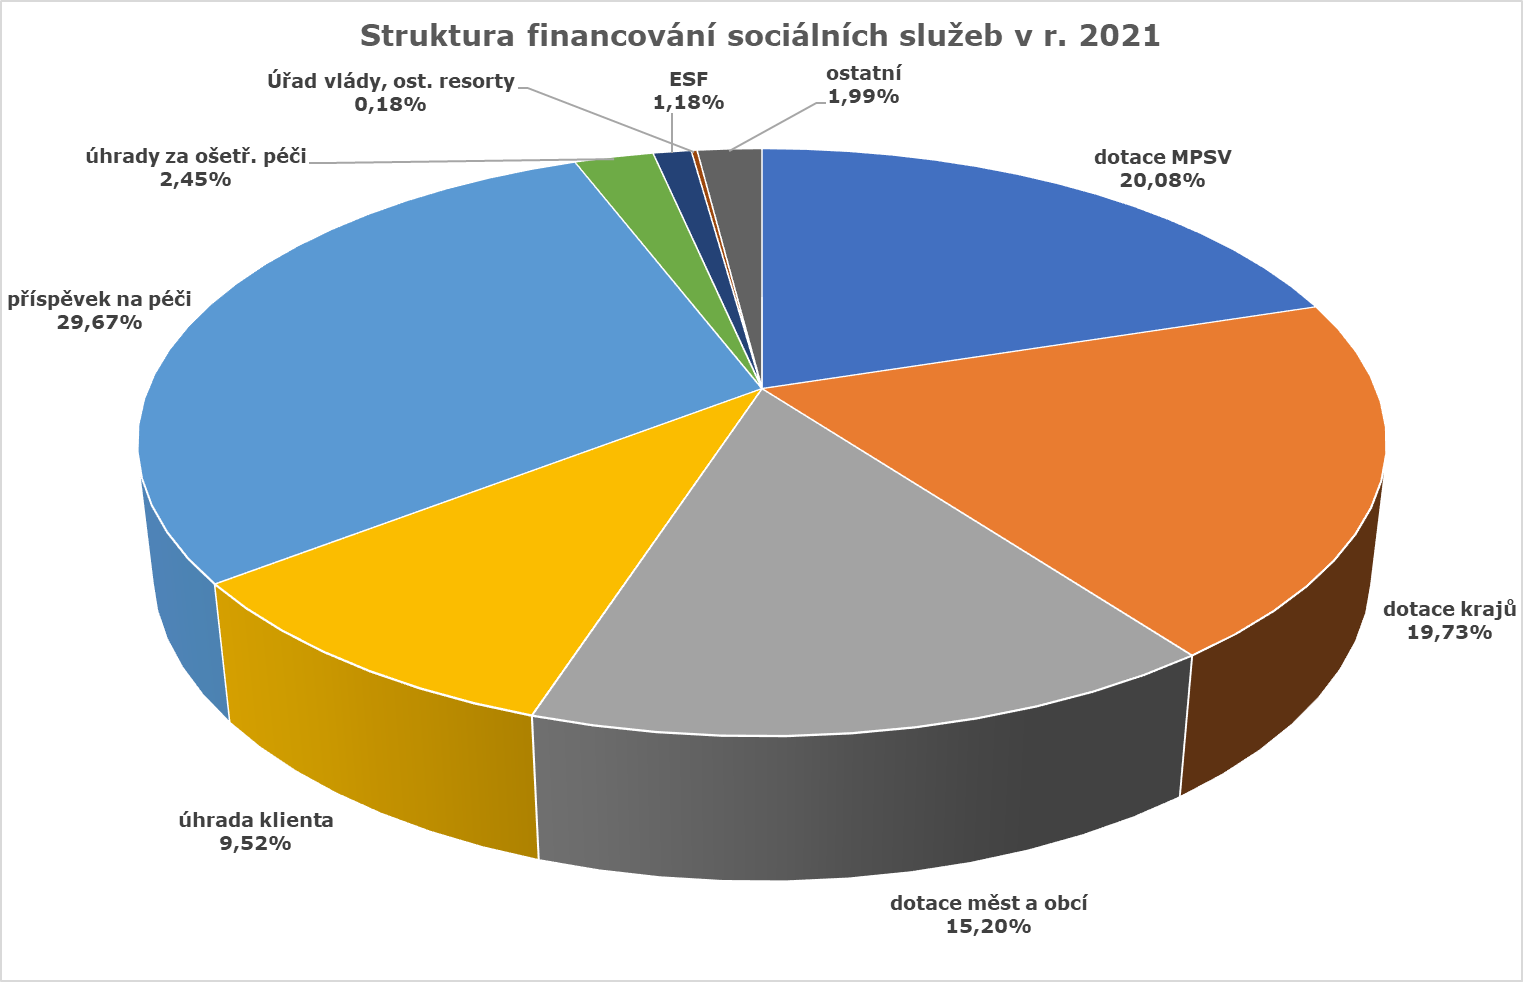 Struktura financování sociálních služeb v r. 2021
Úřad vlády, ost. resorty
0,18%
ESF
1,18%
ostatní
1,99%
úhrady za ošetř. péči
2,45%
dotace MPSV
20,08%
příspěvek na péči
29,67%
dotace krajů
19,73%
úhrada klienta
9,52%
dotace měst a obcí
15,20%